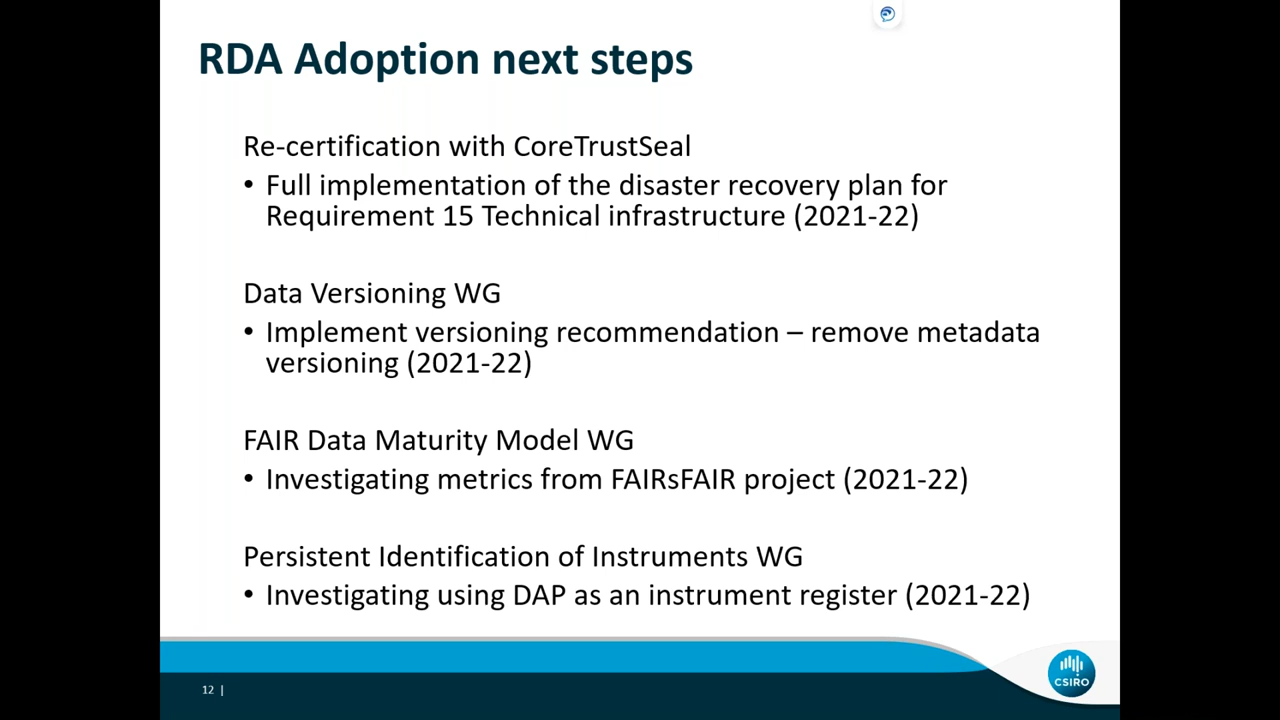 RDA Adoption next steps
Re-certification with CoreTrustSeal
• Full implementation of the disaster recovery plan for
Requirement 15 Technical infrastructure (2021-22)
Data Versioning WG
• Implement versioning recommendation – remove metadata
versioning (2021-22)
FAIR Data Maturity Model WG
• Investigating metrics from FAIRsFAIR project (2021-22)
Persistent Identification of Instruments WG
• Investigating using DAP as an instrument register (2021-22)
12 |
CSIRO